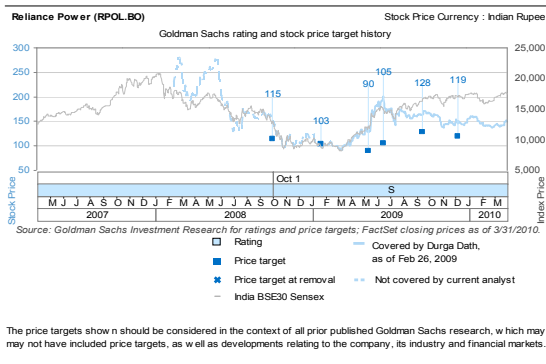 Reliance Power (RPOL.BO) Stock Price Currency : Indian Rupee
Goldman Sachs rating and stock price target history
300 25,000
250 20,000
200 15,000
150 10,000
100 5,000
50
115 103 90 105 128 119
Stock Price Index Price
Oct 1
S
M J J A S O N D J F M A M J J A S O N D J F M A M J J A S O N D J F M
2007 2008 2009 2010
Source: Goldman Sachs Investment Research for ratings and price targets; FactSet closing prices as of 3/31/2010.
Rating Covered by Durga Dath,
as of Feb 26, 2009
Price target
Price target at removal Not covered by current analyst
India BSE30 Sensex
The price targets shown should be considered in the context of all prior published Goldman Sachs research, which may
may not have included price targets, as well as developments relating to the company, its industry and financial markets.